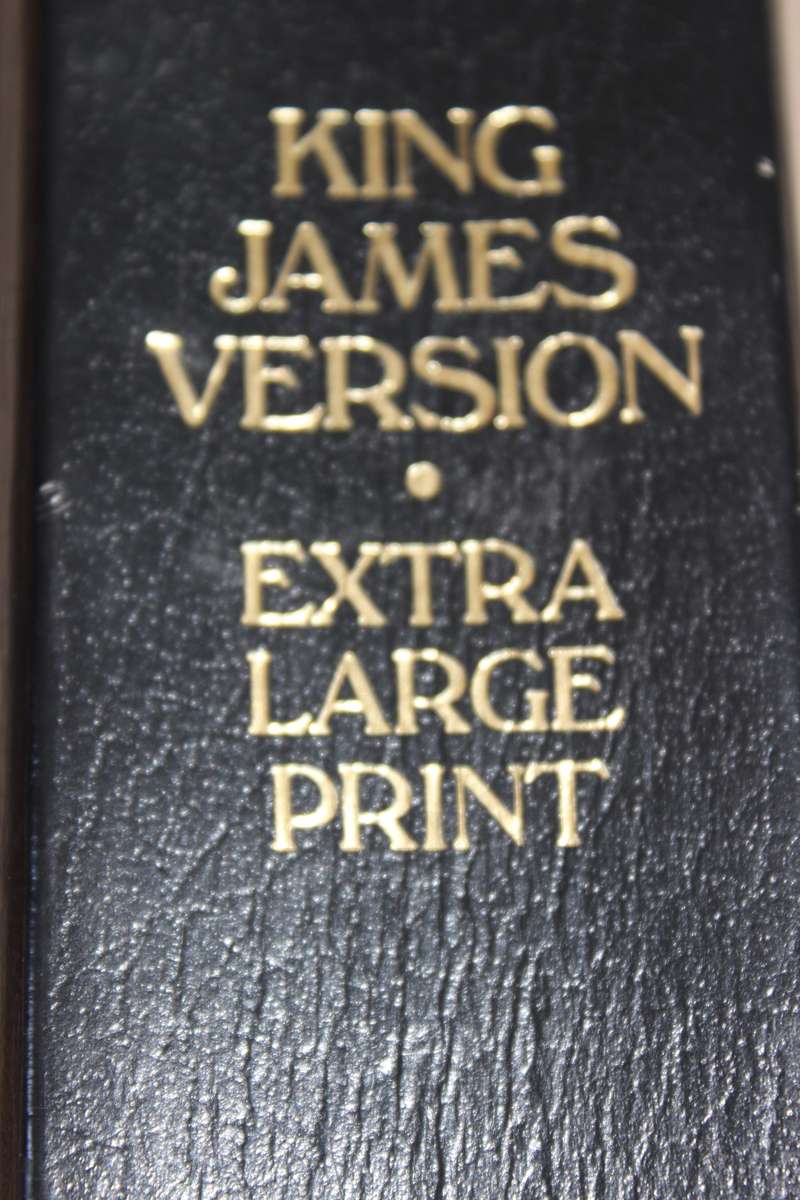 KING
JAMES
VERSION
•
EXTRA
LARGE
PRINT